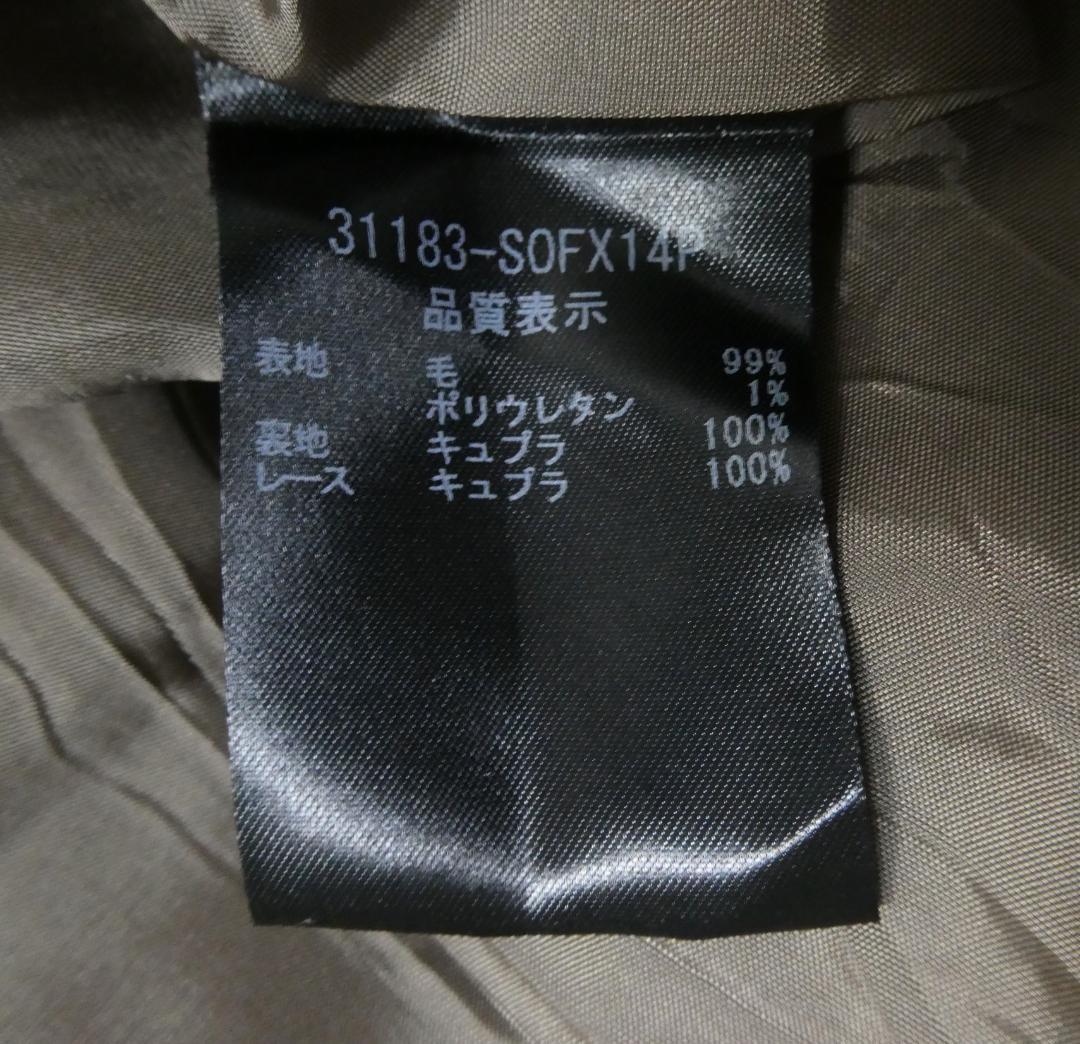 31183-SOFX14P
品質表示
表地 毛 99%
ポリウレタン 1%
裏地 キュプラ 100%
レース キュプラ 100%